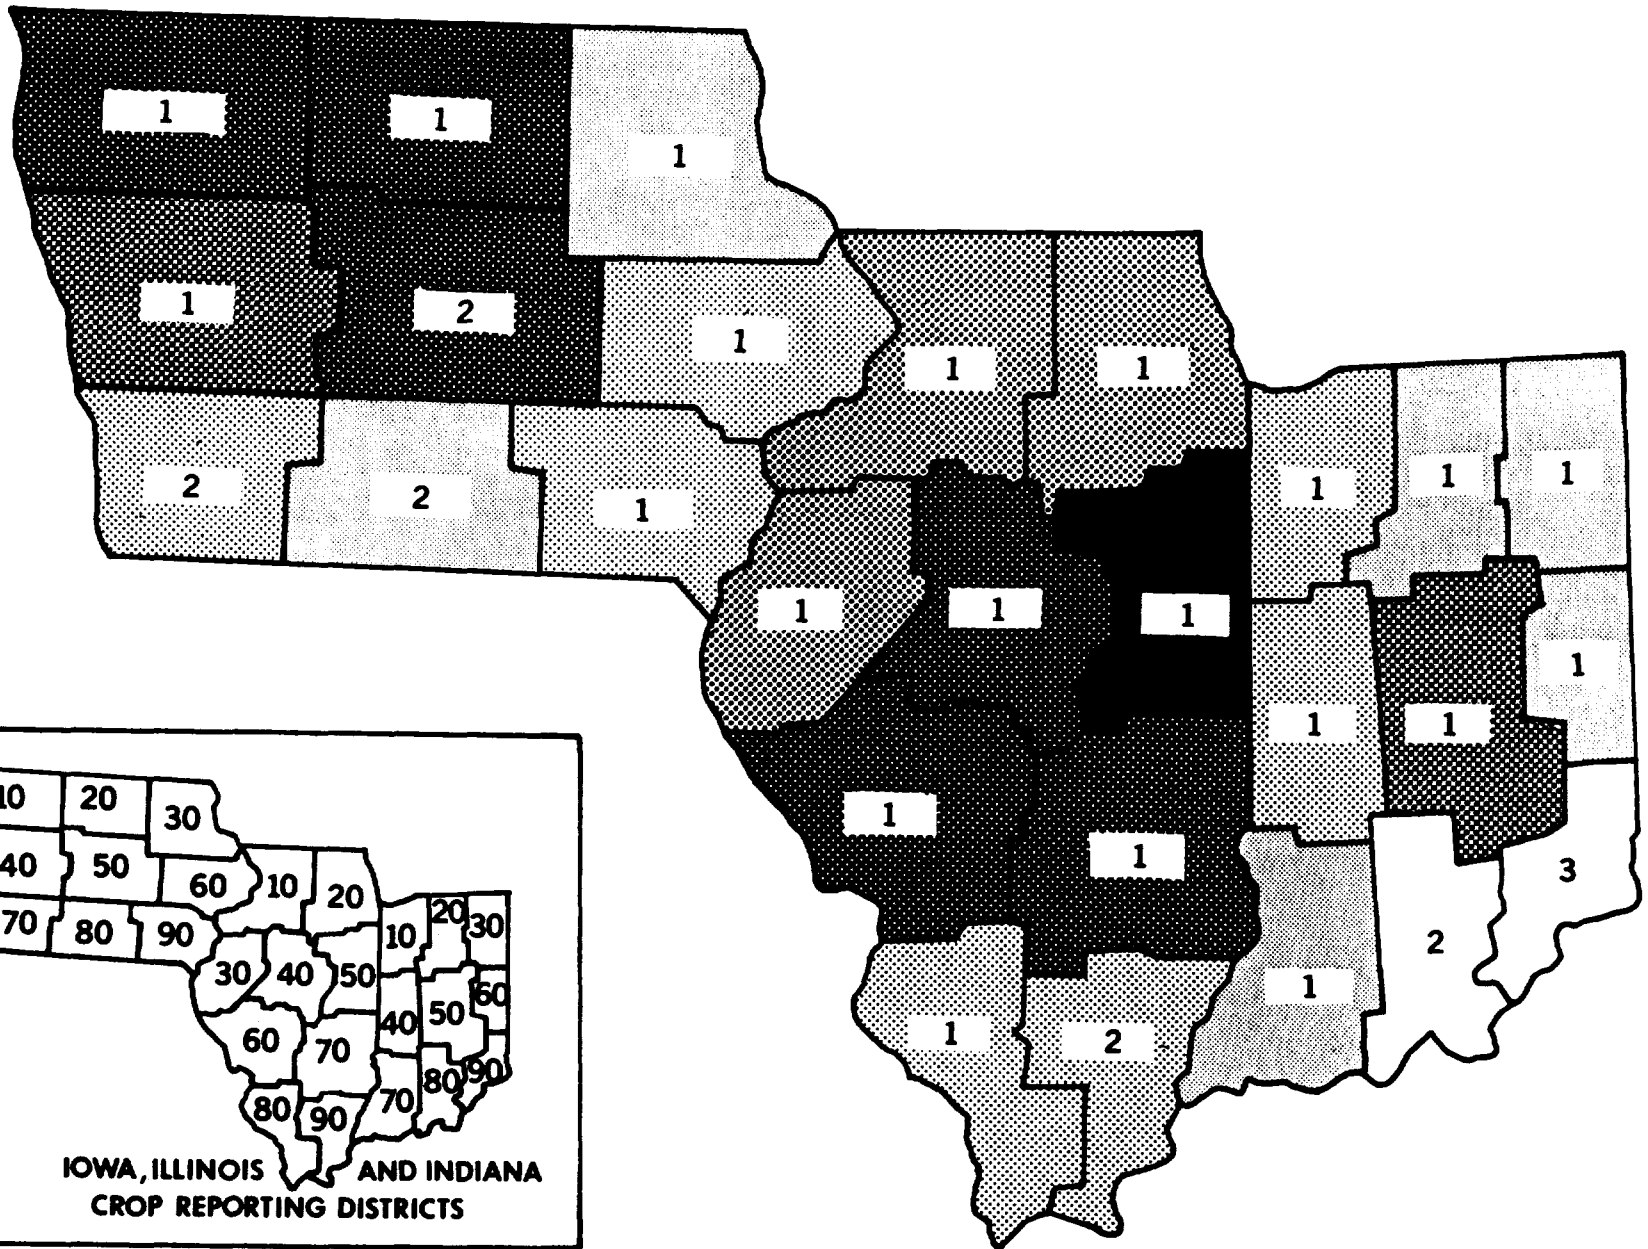 1 1 1
1 2 1 1 1
2 2 1 1 1 1
1 1 1 1
1 1 1
1 1 3
2
1 1 2
10 20 30
40 50 60 10 20
70 80 90 10 20 30
30 40 50
40 50 60
60 70
70 80 90
80 90
IOWA, ILLINOIS AND INDIANA
CROP REPORTING DISTRICTS